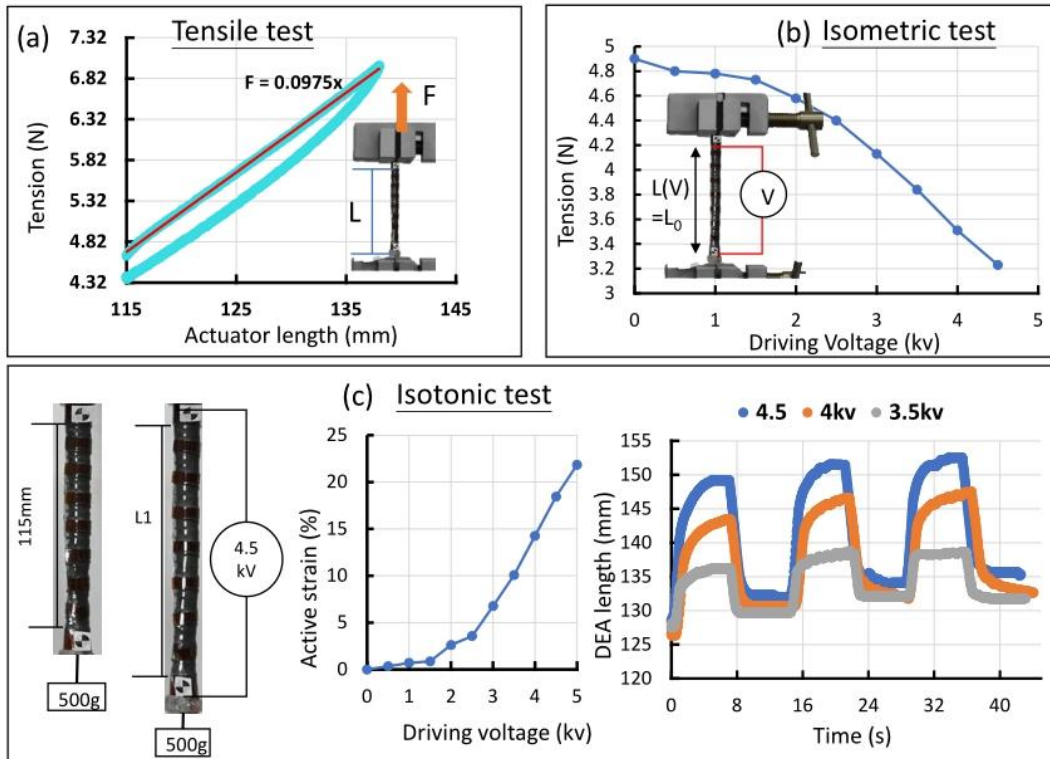 (a) Tensile test
Tension (N)
7.32
6.82
6.32
5.82
5.32
4.82
4.32
F = 0.0975x
F
L
115 125 135 145
Actuator length (mm)
(b) Isometric test
Tension (N)
5
4.8
4.6
4.4
4.2
4
3.8
3.6
3.4
3.2
3
L(V)
=L₀
V
0 1 2 3 4 5
Driving Voltage (kv)
(c) Isotonic test
115mm
500g
L1
4.5
kV
500g
Active strain (%)
25
20
15
10
5
0
0 1 2 3 4 5
Driving voltage (kv)
4.5 4kv 3.5kv
DEA length (mm)
155
150
144
139
133
130
120
0 8 16 24 32 40
Time (s)